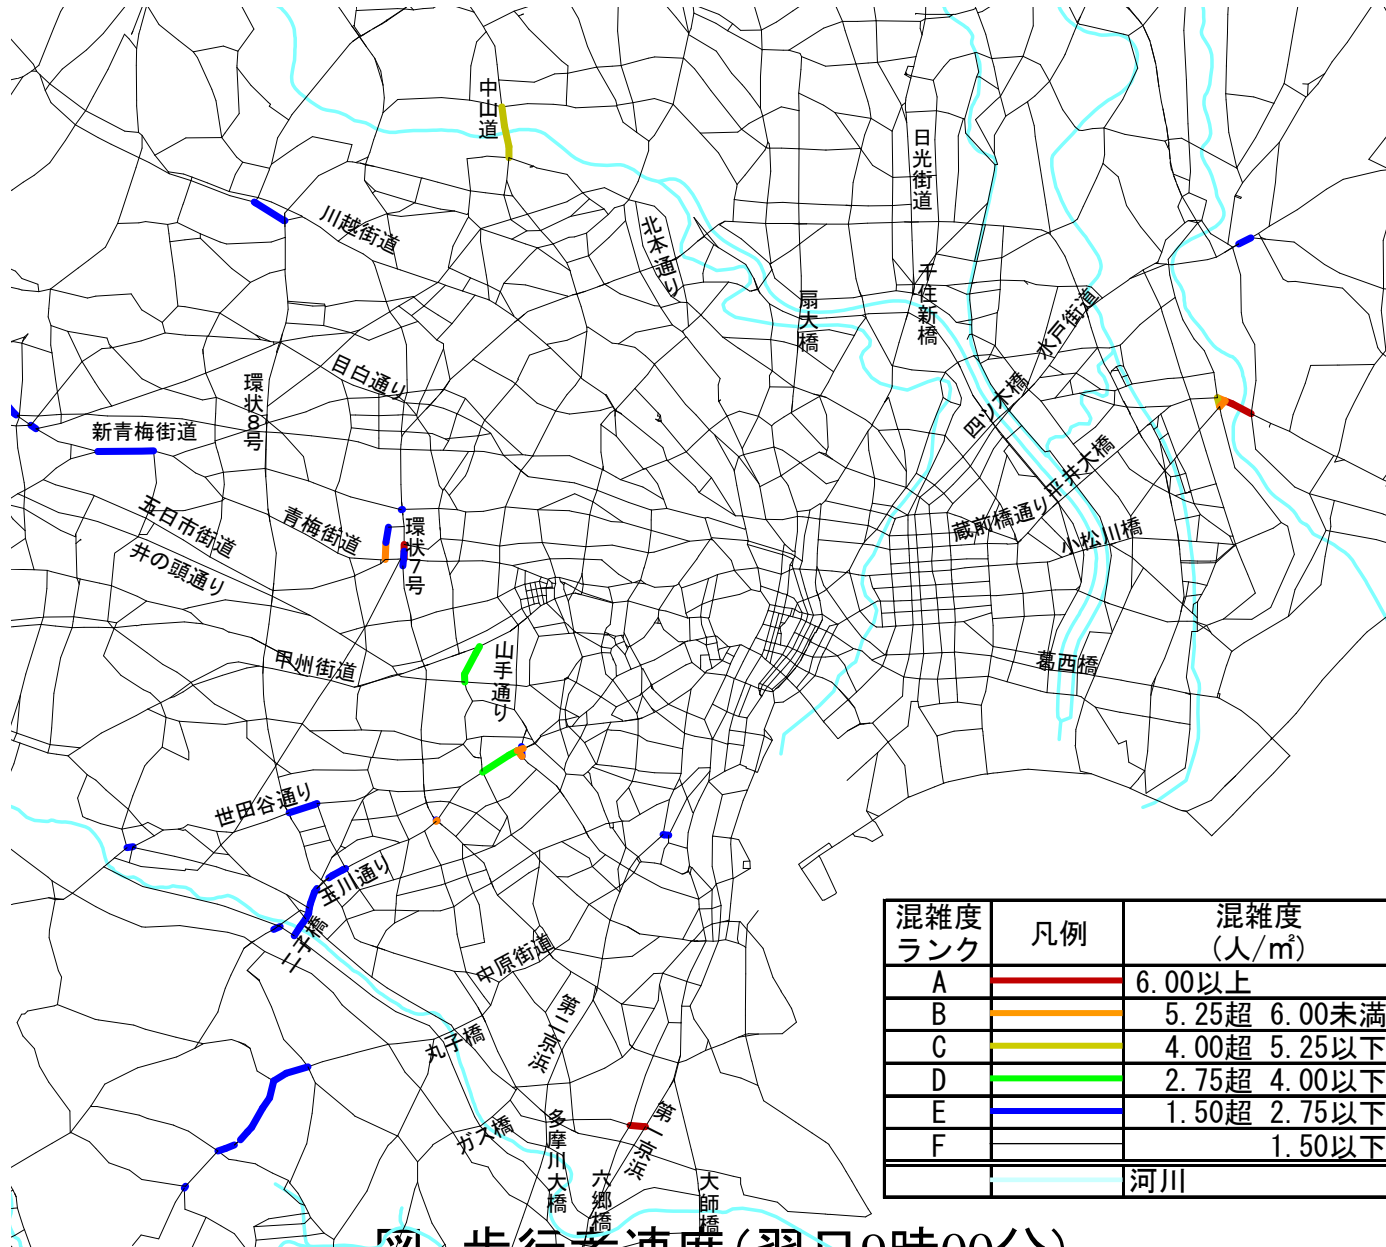 中山道
日光街道
川越街道
北本通り
千住新橋
扇大橋
水戸街道
目白通り
環状8号
四ツ木橋
新青梅街道
平井大橋
五日市街道
青梅街道
蔵前橋通り
環状7号
小松川橋
井の頭通り
甲州街道
山手通り
葛西橋
世田谷通り
玉川通り
二子橋
中原街道
第二京浜
丸子橋
ガス橋
多摩川大橋
第一京浜
六郷橋
大師橋
混雑度ランク 凡例 混雑度(人/㎡)
A 6.00以上
B 5.25超 6.00未満
C 4.00超 5.25以下
D 2.75超 4.00以下
E 1.50超 2.75以下
F 1.50以下
河川